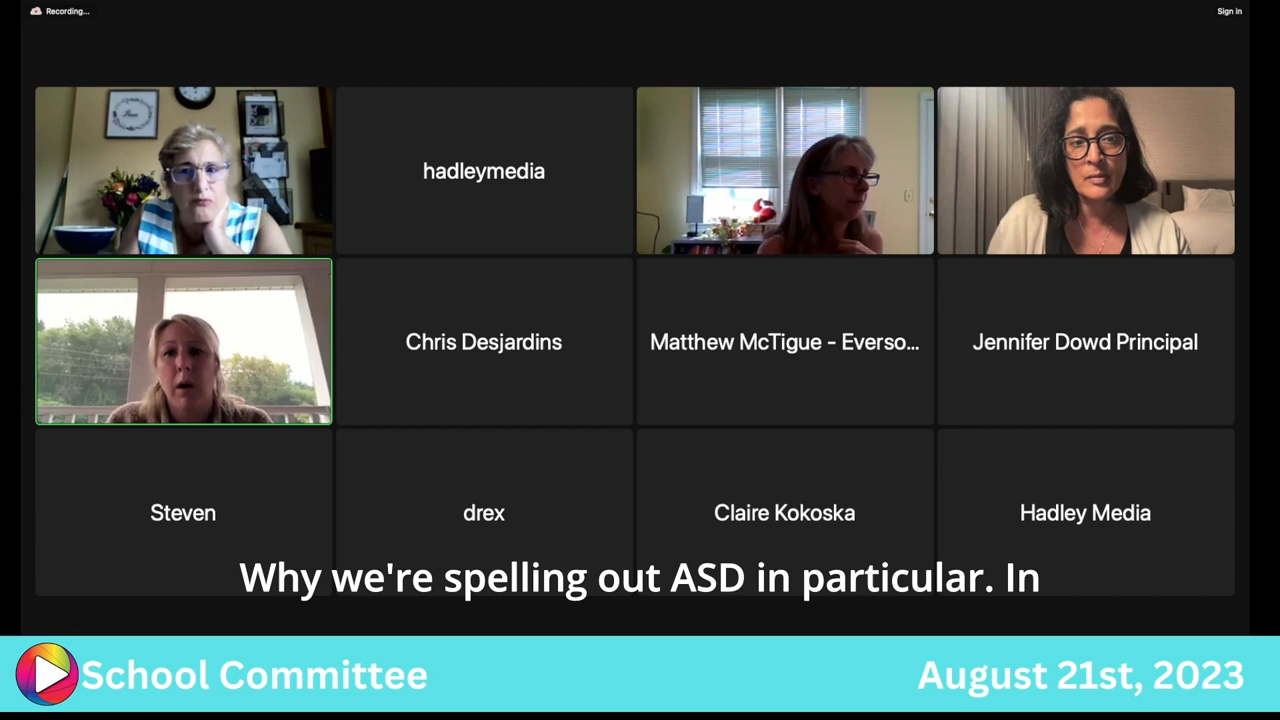 Recording...
Sign in
hadleymedia
Chris Desjardins
Matthew McTigue - Everso...
Jennifer Dowd Principal
Steven
drex
Claire Kokoska
Hadley Media
Why we're spelling out ASD in particular. In
School Committee
August 21st, 2023